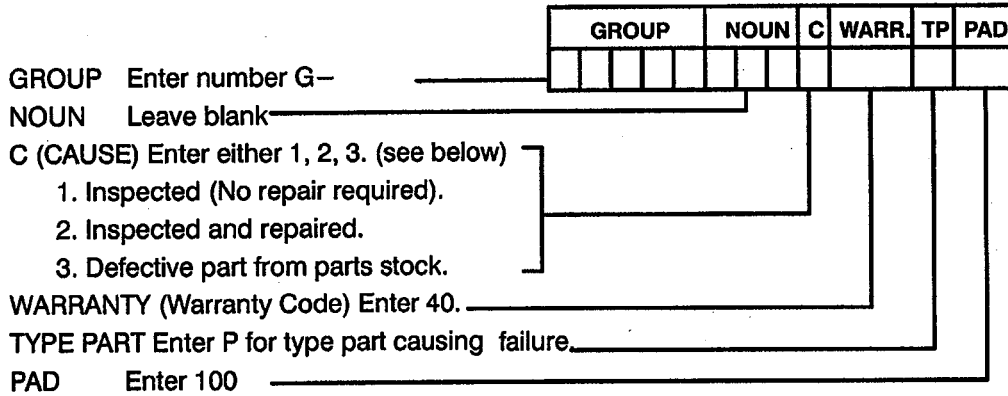 GROUP NOUN C WARR. TP PAD
GROUP Enter number G–
NOUN Leave blank
C (CAUSE) Enter either 1, 2, 3. (see below)
1. Inspected (No repair required).
2. Inspected and repaired.
3. Defective part from parts stock.
WARRANTY (Warranty Code) Enter 40.
TYPE PART Enter P for type part causing failure.
PAD Enter 100